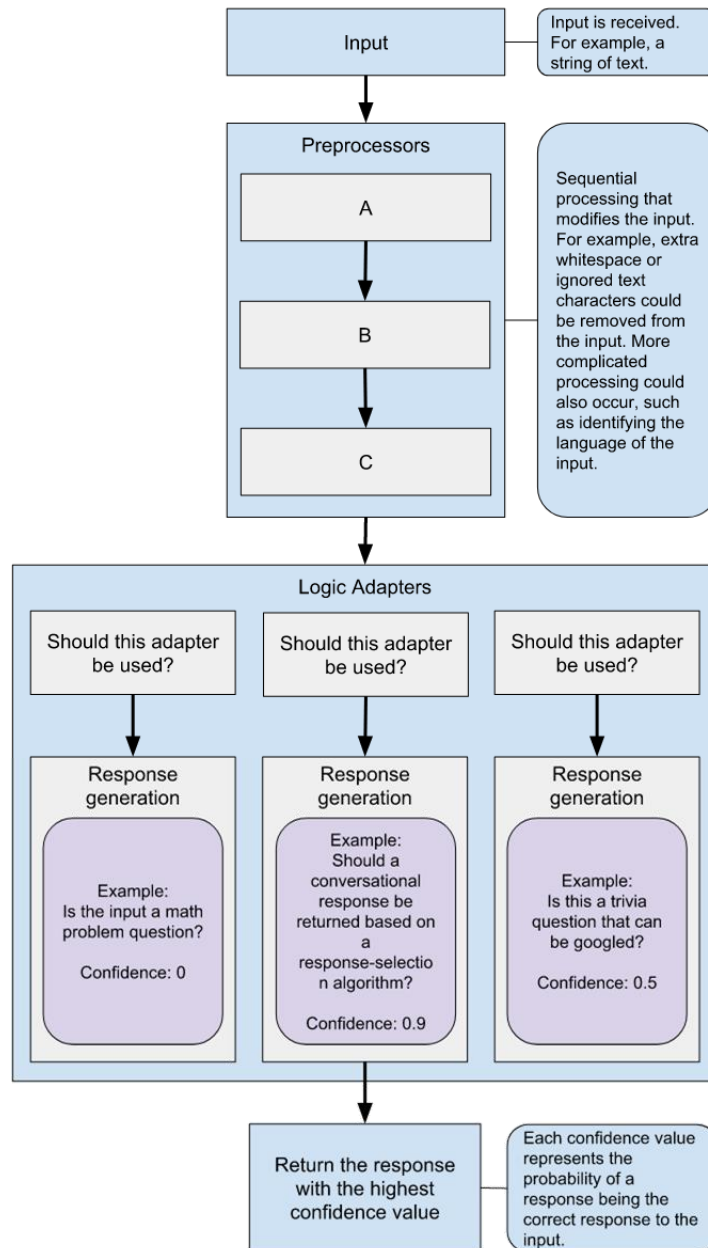 Input
Input is received.
For example, a
string of text.
Preprocessors
A
B
C
Sequential
processing that
modifies the input.
For example, extra
whitespace or
ignored text
characters could
be removed from
the input. More
complicated
processing could
also occur, such
as identifying the
language of the
input.
Logic Adapters
Should this adapter
be used?
Should this adapter
be used?
Should this adapter
be used?
Response
generation
Example:
Is the input a math
problem question?
Confidence: 0
Response
generation
Example:
Should a
conversational
response be
returned based on
a
response-selectio
n algorithm?
Confidence: 0.9
Response
generation
Example:
Is this a trivia
question that can
be googled?
Confidence: 0.5
Return the response
with the highest
confidence value
Each confidence value
represents the
probability of a
response being the
correct response to the
input.